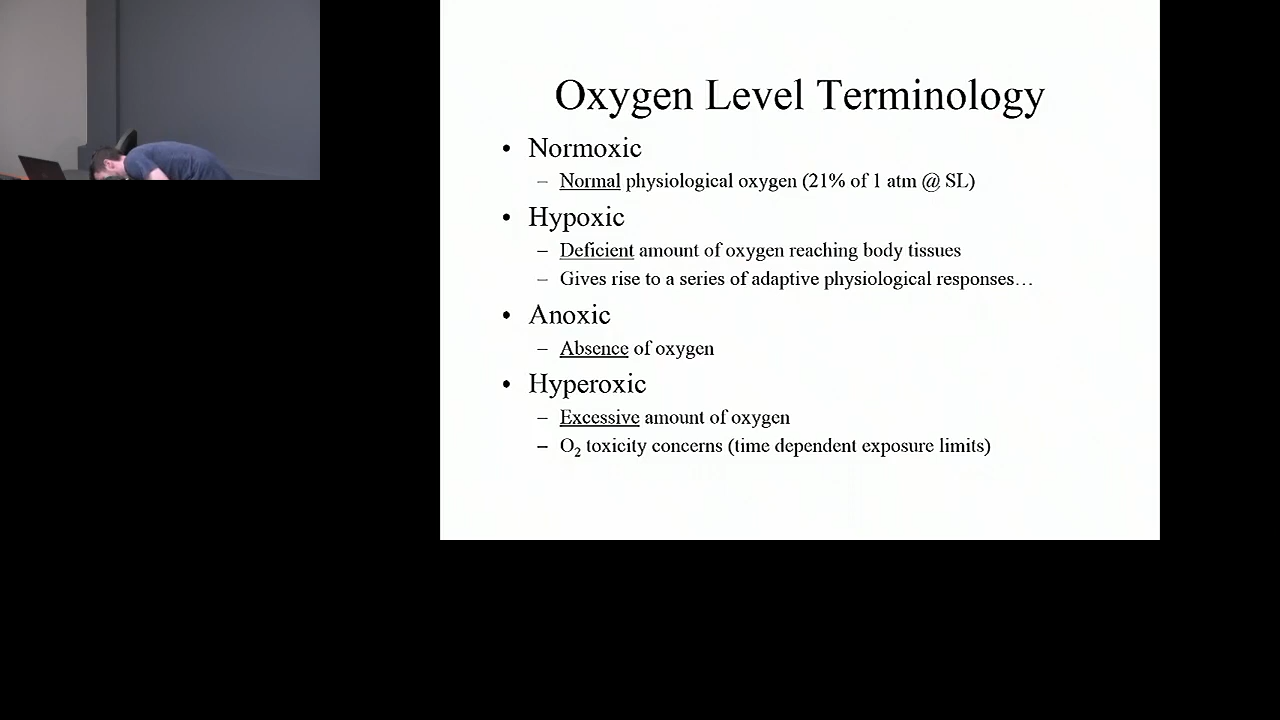 Oxygen Level Terminology
• Normoxic
– Normal physiological oxygen (21% of 1 atm @ SL)
• Hypoxic
– Deficient amount of oxygen reaching body tissues
– Gives rise to a series of adaptive physiological responses…
• Anoxic
– Absence of oxygen
• Hyperoxic
– Excessive amount of oxygen
– O₂ toxicity concerns (time dependent exposure limits)